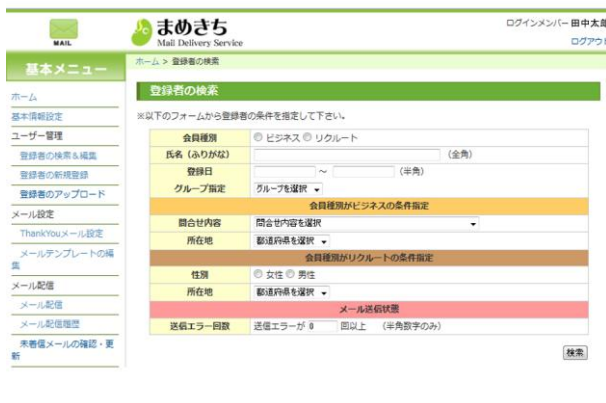 MAIL
まめきち
Mail Delivery Service
ログインメンバー 田中太郎
ログアウト
基本メニュー
ホーム > 登録者の検索
ホーム
基本情報設定
ユーザー管理
登録者の検索&編集
登録者の新規登録
登録者のアップロード
メール設定
ThankYouメール設定
メールテンプレートの編
集
メール配信
メール配信
メール配信履歴
未着信メールの確認・更
新
登録者の検索
※以下のフォームから登録者の条件を指定して下さい。
会員種別 ビジネス リクルート
氏名(ふりがな) (全角)
登録日 ~ (半角)
グループ指定 グループを選択
会員種別がビジネスの条件指定
問合せ内容 問合せ内容を選択
所在地 都道府県を選択
会員種別がリクルートの条件指定
性別 女性 男性
所在地 都道府県を選択
メール送信状態
送信エラー回数 送信エラーが 0 回以上 (半角数字のみ)
検索